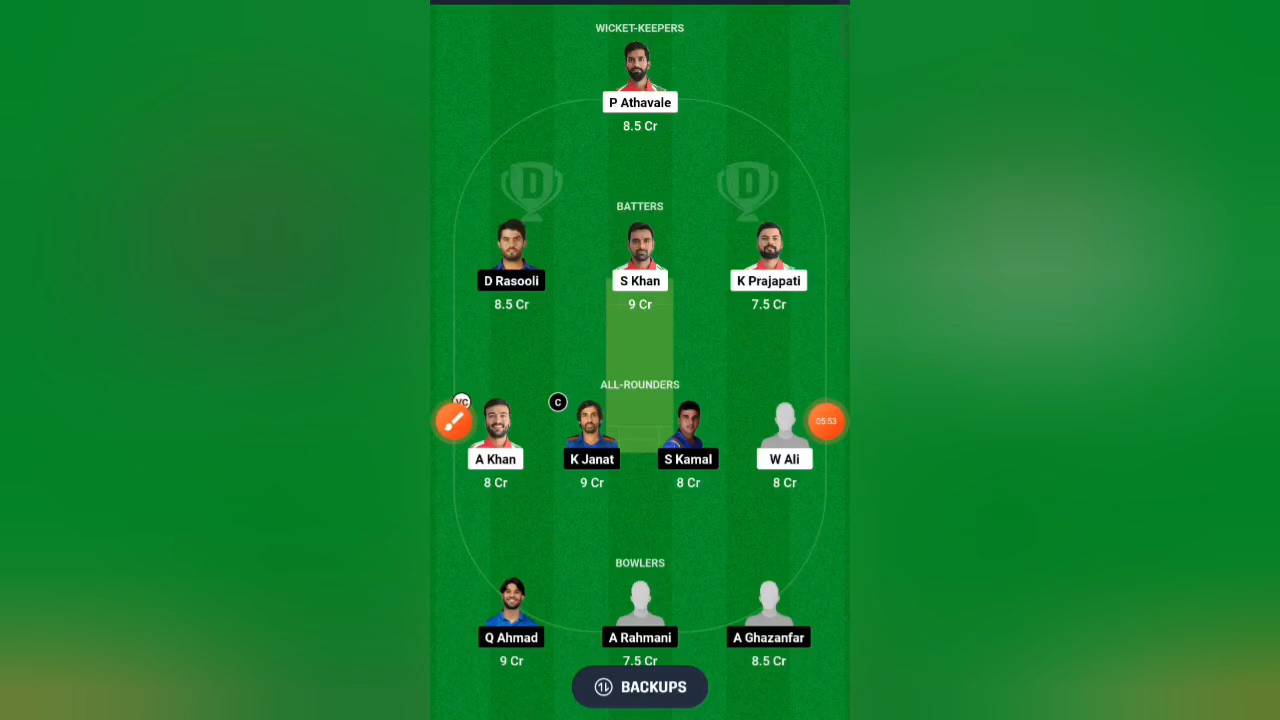 WICKET-KEEPERS
P Athavale
8.5 Cr
D
D
BATTERS
D Rasooli
S Khan
K Prajapati
8.5 Cr
9 Cr
7.5 Cr
ALL-ROUNDERS
VC
C
05:53
A Khan
K Janat
S Kamal
W Ali
8 Cr
9 Cr
8 Cr
8 Cr
BOWLERS
Q Ahmad
A Rahmani
A Ghazanfar
9 Cr
7.5 Cr
8.5 Cr
BACKUPS